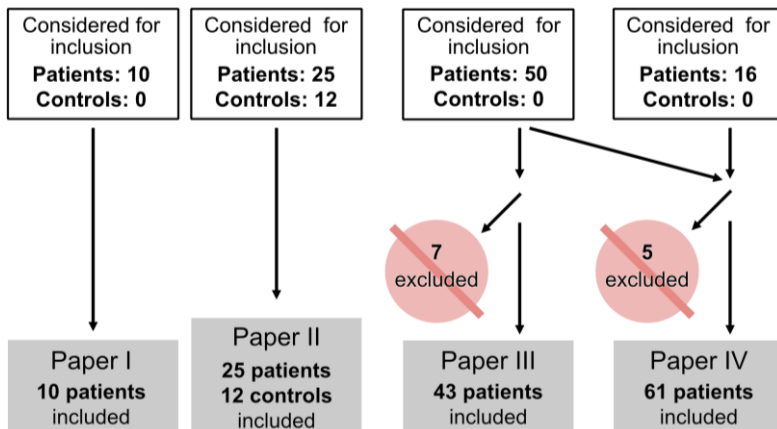 Considered for
inclusion
Patients: 10
Controls: 0
Considered for
inclusion
Patients: 25
Controls: 12
Considered for
inclusion
Patients: 50
Controls: 0
Considered for
inclusion
Patients: 16
Controls: 0
7
excluded
5
excluded
Paper I
10 patients
included
Paper II
25 patients
12 controls
included
Paper III
43 patients
included
Paper IV
61 patients
included